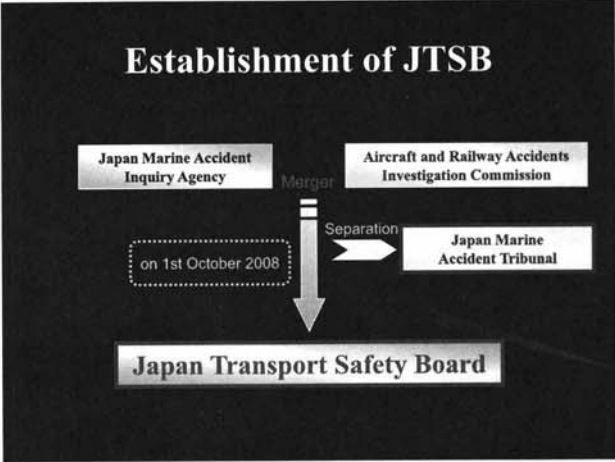 Establishment of JTSB
Japan Marine Accident
Inquiry Agency
Merger
Aircraft and Railway Accidents
Investigation Commission
Separation
on 1st October 2008
Japan Marine
Accident Tribunal
Japan Transport Safety Board